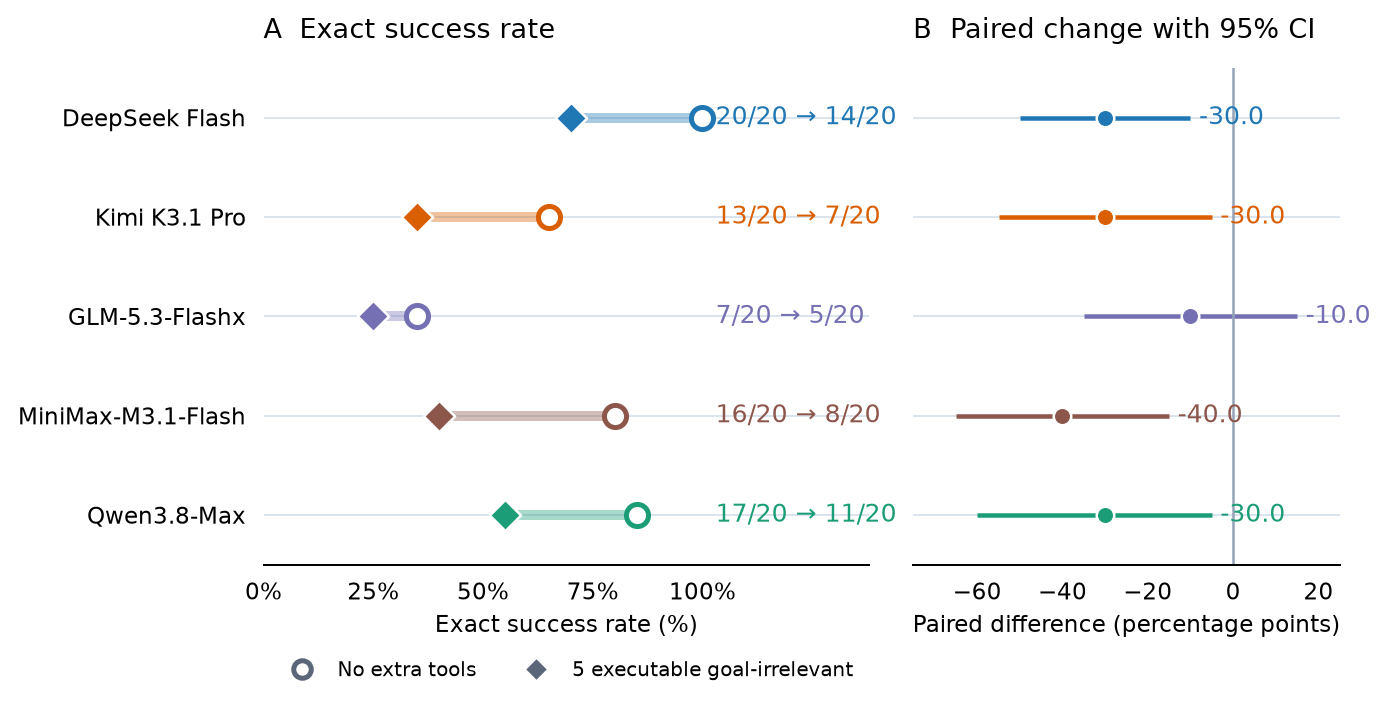 A  Exact success rate
B  Paired change with 95% CI
DeepSeek Flash
20/20 → 14/20
-30.0
Kimi K3.1 Pro
13/20 → 7/20
-30.0
GLM-5.3-Flashx
7/20 → 5/20
-10.0
MiniMax-M3.1-Flash
16/20 → 8/20
-40.0
Qwen3.8-Max
17/20 → 11/20
-30.0
0% 25% 50% 75% 100%
−60 −40 −20 0 20
Exact success rate (%)
Paired difference (percentage points)
No extra tools
5 executable goal-irrelevant